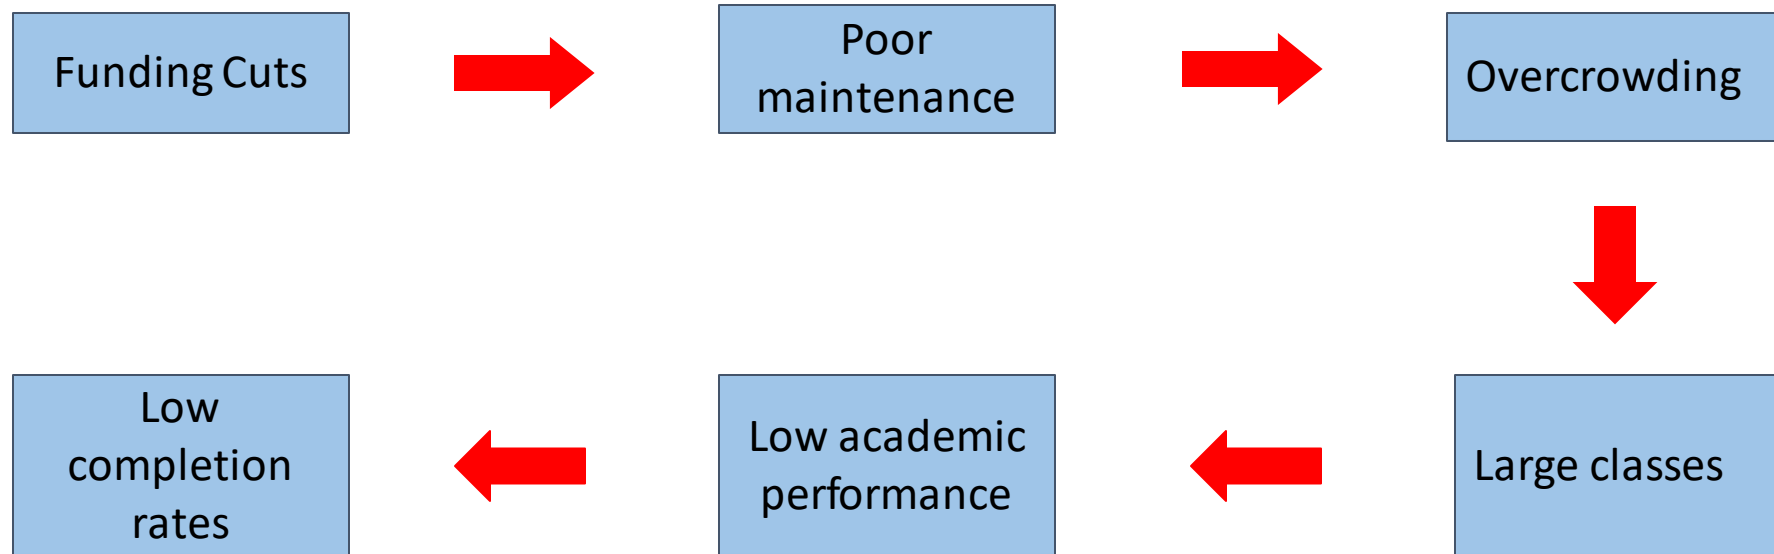 Funding Cuts
Poor
maintenance
Overcrowding
Large classes
Low academic
performance
Low
completion
rates